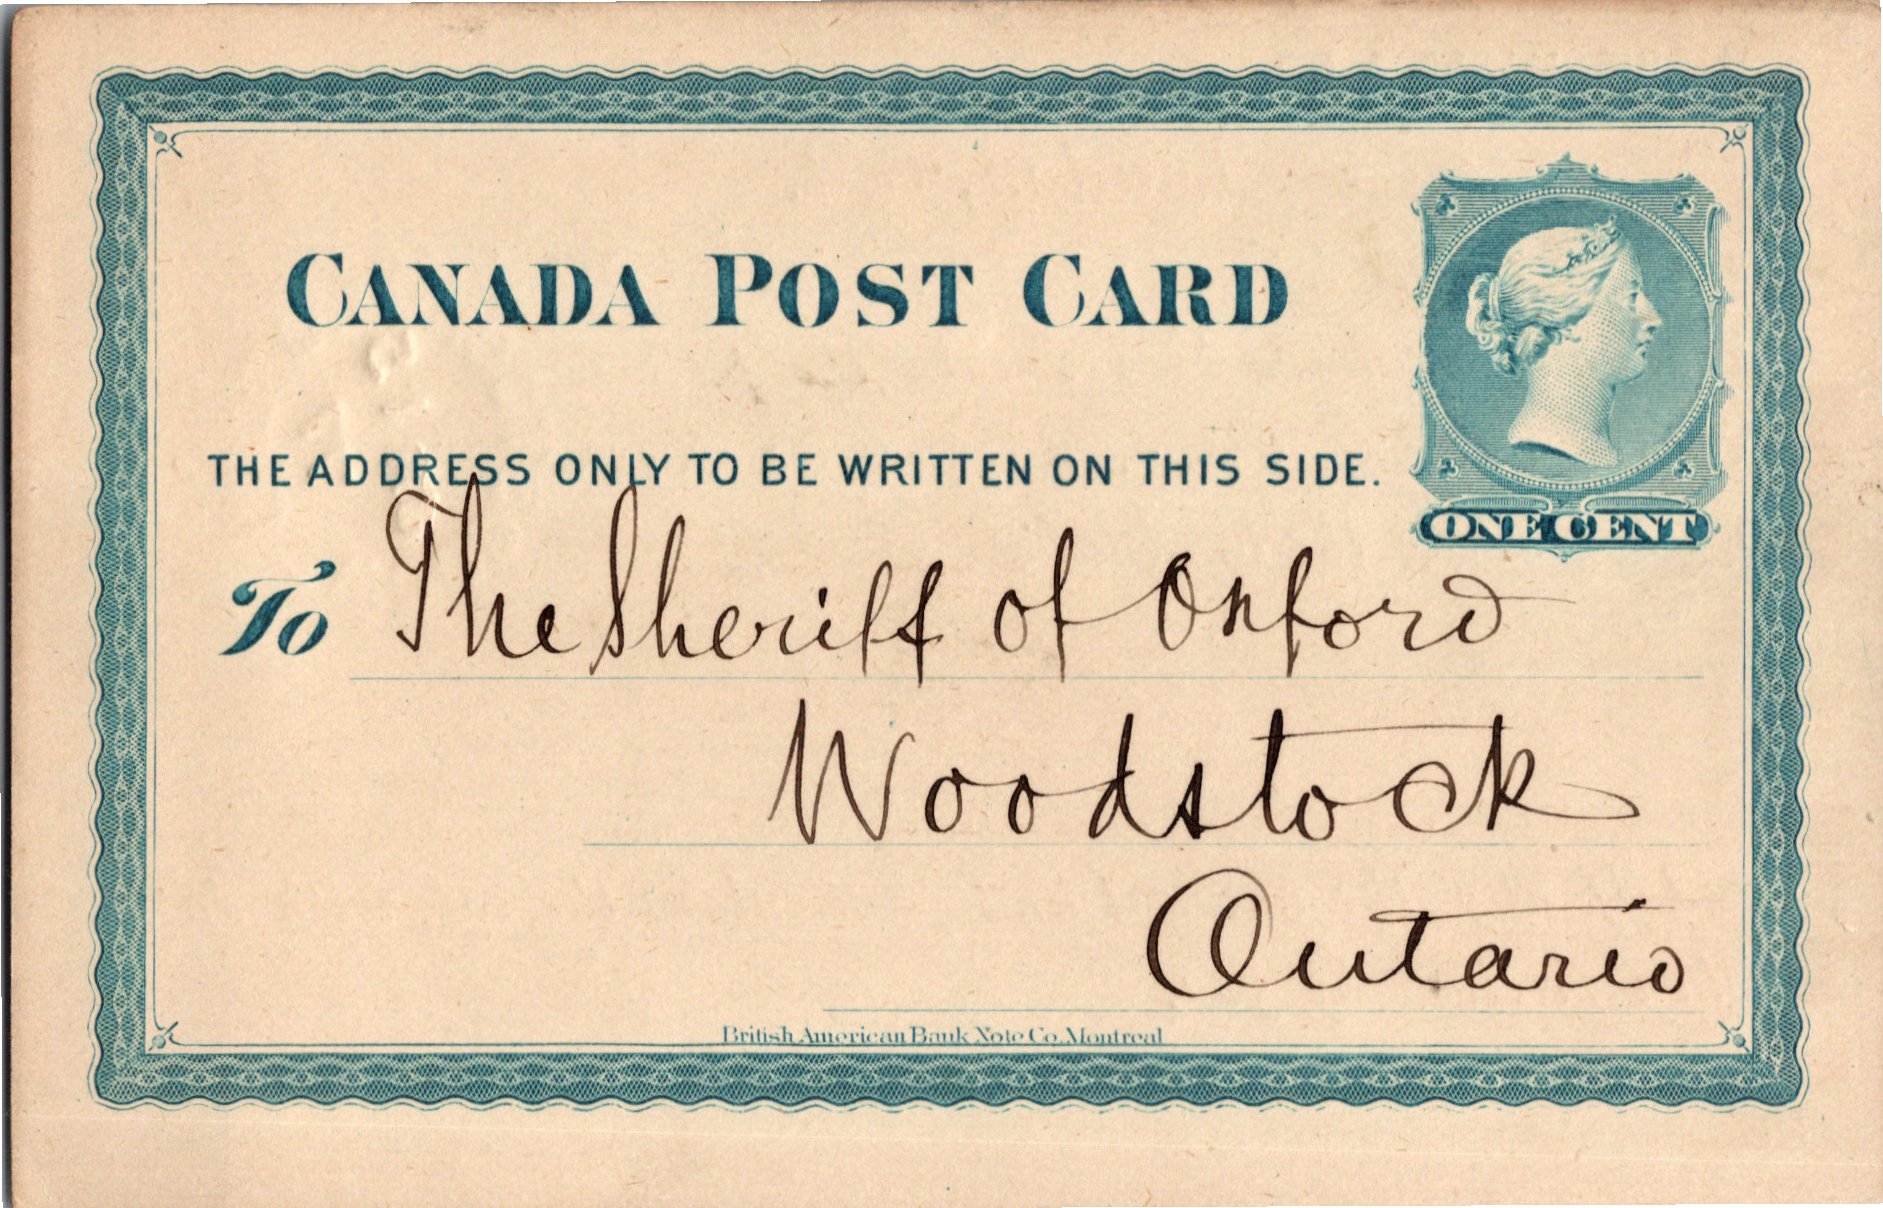 CANADA POST CARD
THE ADDRESS ONLY TO BE WRITTEN ON THIS SIDE.
ONE CENT
To The Sheriff of Oxford
Woodstock
Ontario
British American Bank Note Co. Montreal